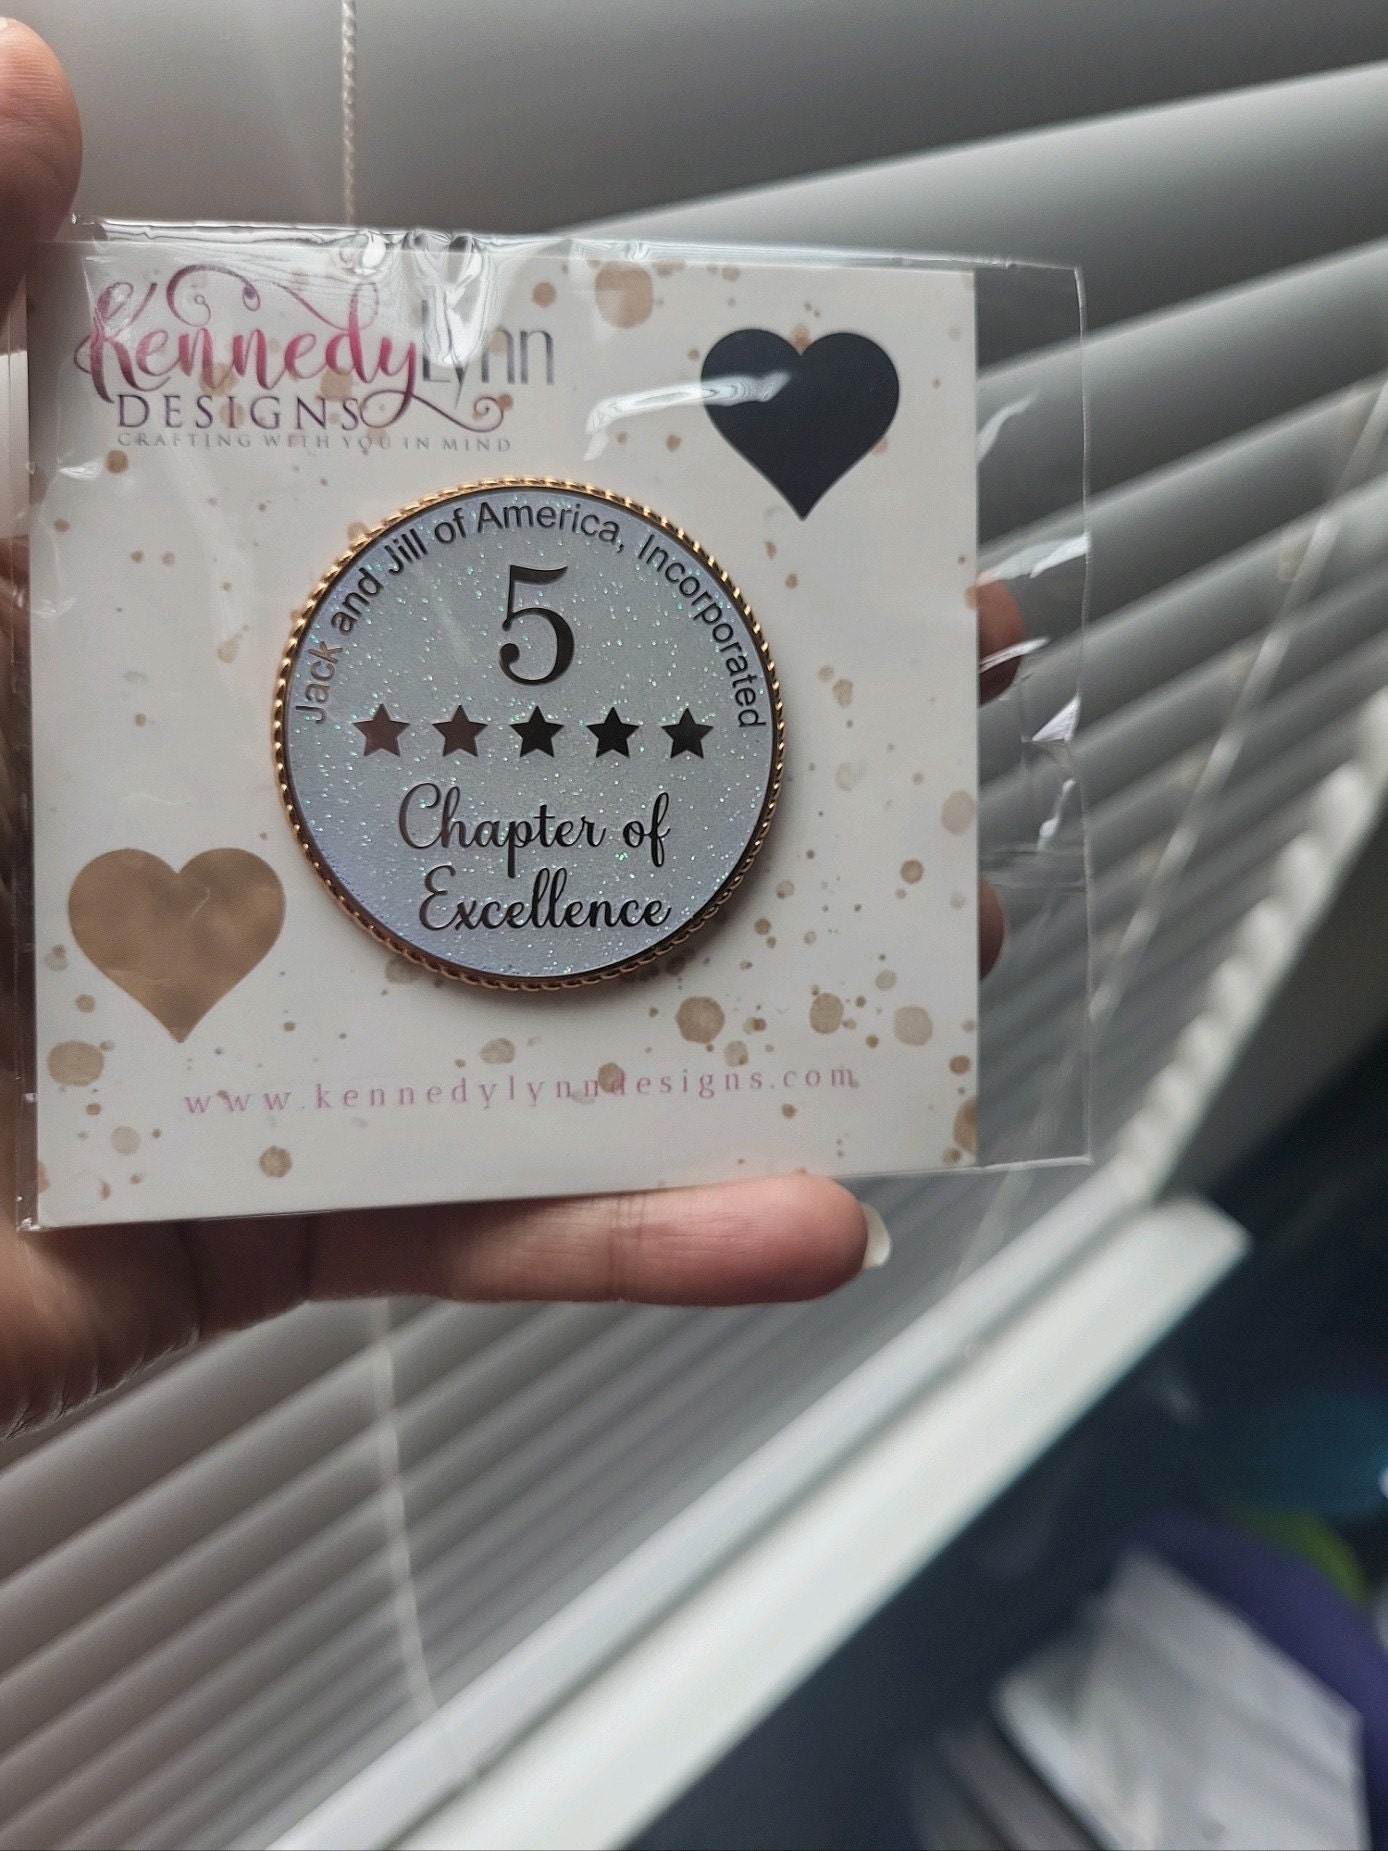 KennedyLynn
DESIGNS
CRAFTING WITH YOU IN MIND
Jack and Jill of America, Incorporated
5
Chapter of
Excellence
www.kennedylynndesigns.com